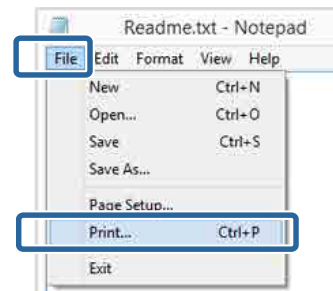 Readme.txt - Notepad
File Edit Format View Help
New Ctrl+N
Open... Ctrl+O
Save Ctrl+S
Save As...
Page Setup...
Print... Ctrl+P
Exit